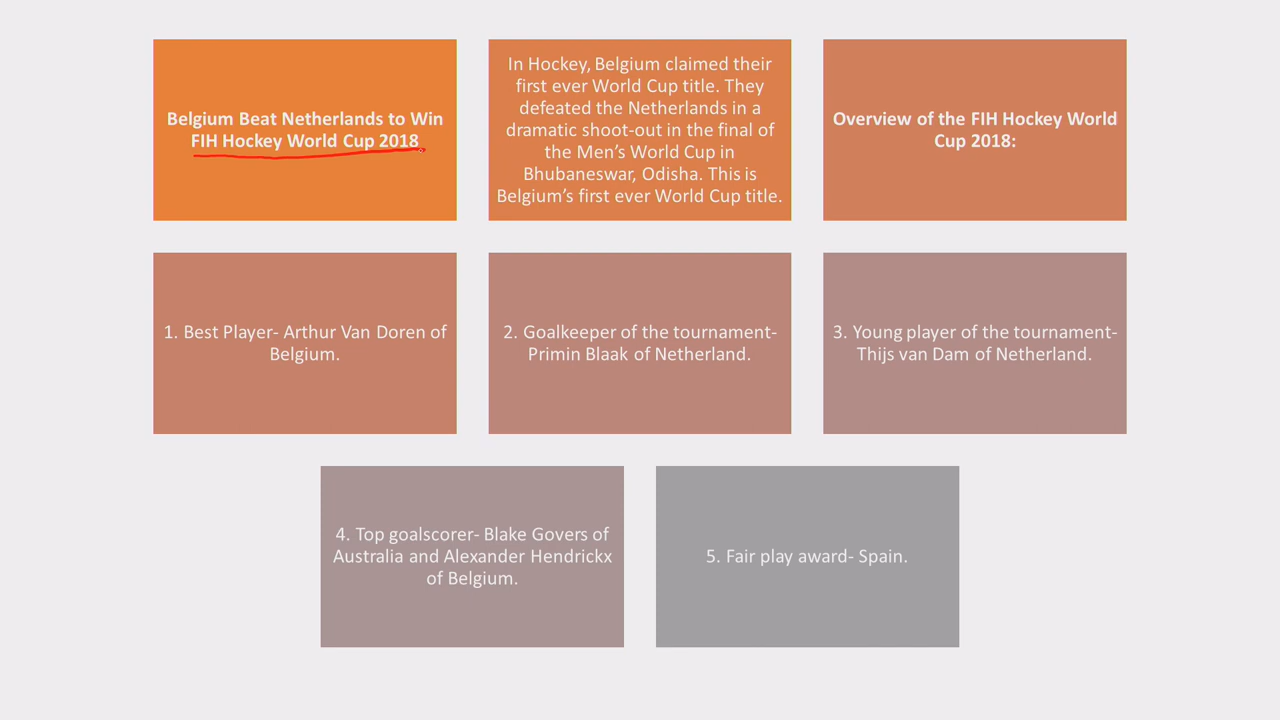 Belgium Beat Netherlands to Win
FIH Hockey World Cup 2018
In Hockey, Belgium claimed their
first ever World Cup title. They
defeated the Netherlands in a
dramatic shoot-out in the final of
the Men's World Cup in
Bhubaneswar, Odisha. This is
Belgium's first ever World Cup title.
Overview of the FIH Hockey World
Cup 2018:
1. Best Player- Arthur Van Doren of
Belgium.
2. Goalkeeper of the tournament-
Primin Blaak of Netherland.
3. Young player of the tournament-
Thijs van Dam of Netherland.
4. Top goalscorer- Blake Govers of
Australia and Alexander Hendrickx
of Belgium.
5. Fair play award- Spain.